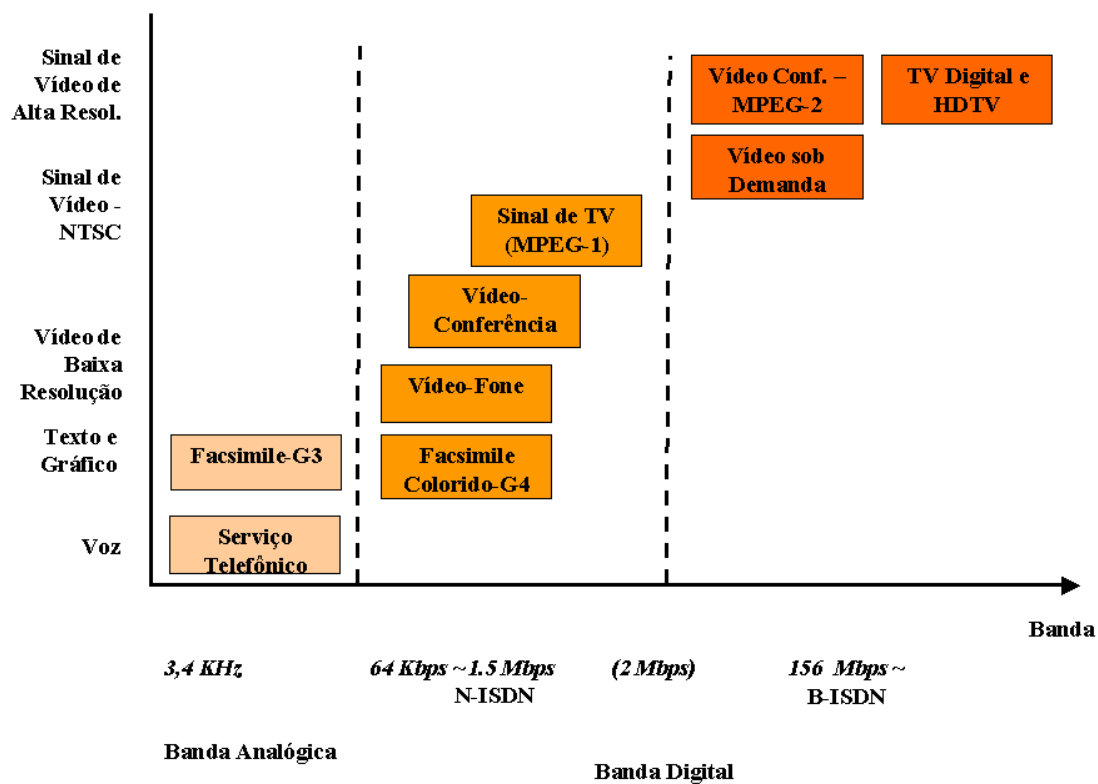 Sinal de
Vídeo de
Alta Resol.
Vídeo Conf. –
MPEG-2
TV Digital e
HDTV
Sinal de
Vídeo -
NTSC
Vídeo sob
Demanda
Sinal de TV
(MPEG-1)
Vídeo-
Conferência
Vídeo de
Baixa
Resolução
Vídeo-Fone
Texto e
Gráfico
Facsimile-G3
Facsimile
Colorido-G4
Voz
Serviço
Telefônico
Banda
3,4 KHz
64 Kbps ~ 1.5 Mbps
N-ISDN
(2 Mbps)
156 Mbps ~
B-ISDN
Banda Analógica
Banda Digital